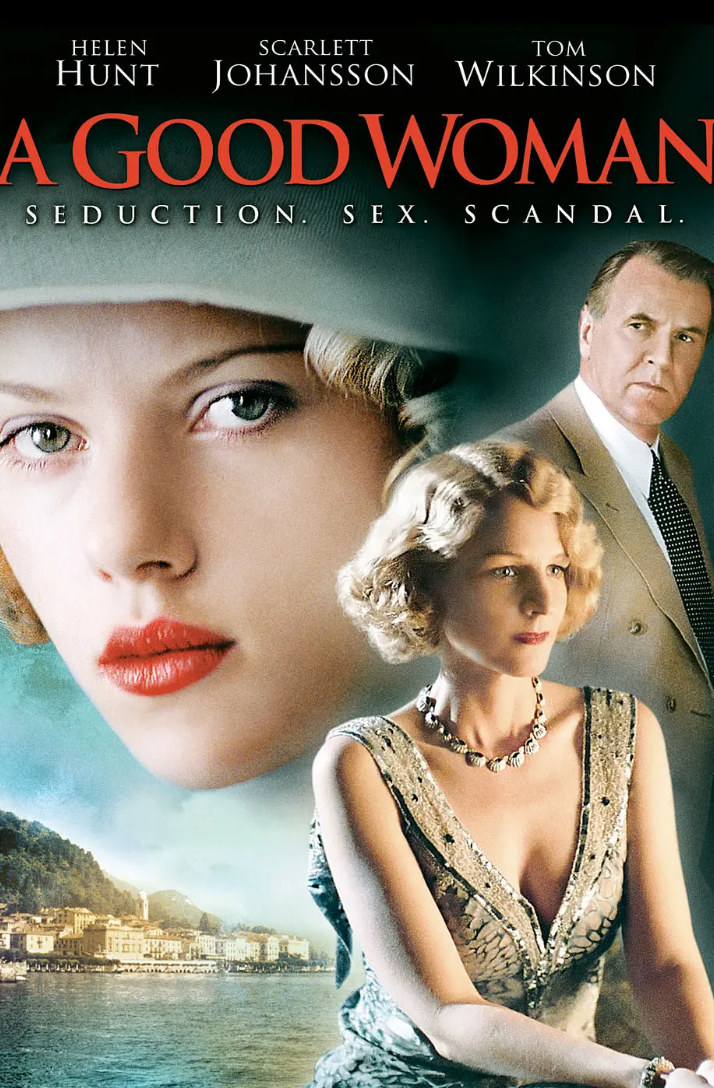 HELEN HUNT SCARLETT JOHANSSON TOM WILKINSON
A GOOD WOMAN
SEDUCTION. SEX. SCANDAL.